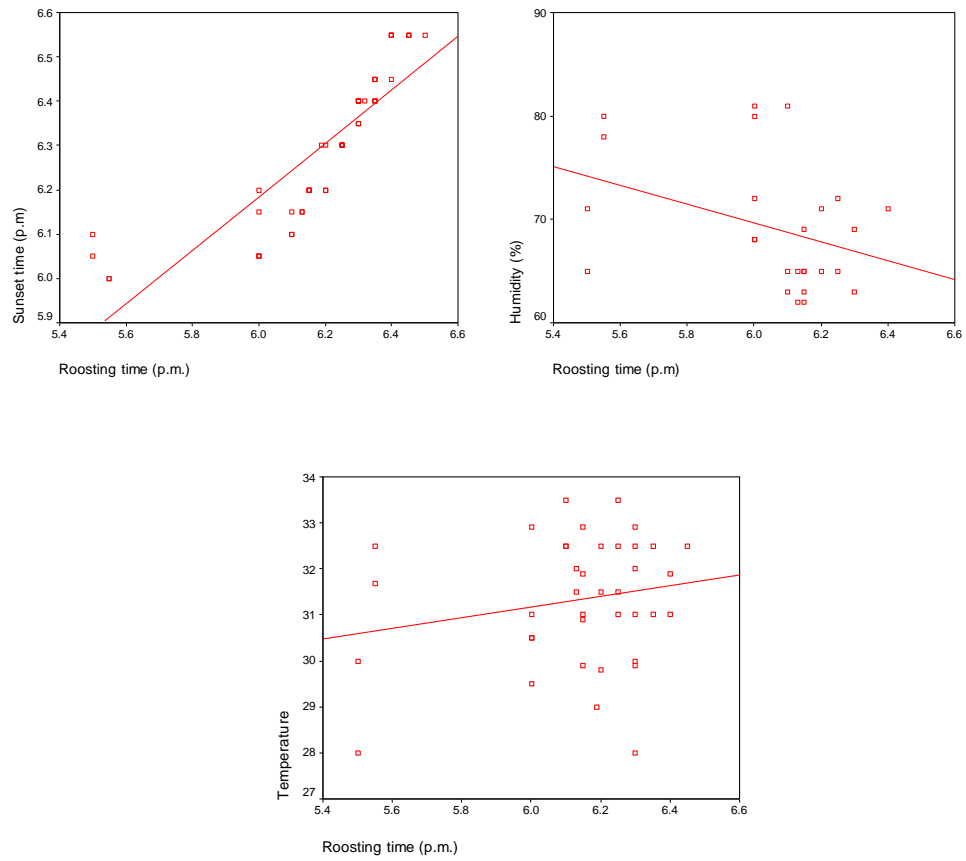 6.6
6.5
6.4
6.3
6.2
6.1
6.0
5.9
Sunset time (p.m)
5.4 5.6 5.8 6.0 6.2 6.4 6.6
Roosting time (p.m.)
90
80
70
60
Humidity (%)
5.4 5.6 5.8 6.0 6.2 6.4 6.6
Roosting time (p.m)
34
33
32
31
30
29
28
27
Temperature
5.4 5.6 5.8 6.0 6.2 6.4 6.6
Roosting time (p.m.)